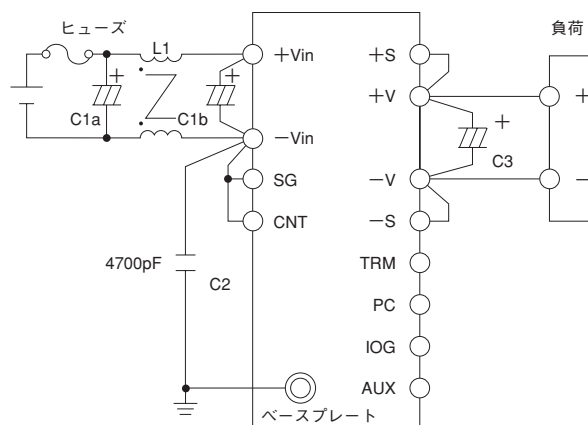 ヒューズ
負荷
L1
+Vin
+S
+
+
+V
+
C1a
C1b
+
C3
−Vin
−V
−
SG
−S
CNT
TRM
4700pF
C2
PC
IOG
AUX
ベースプレート